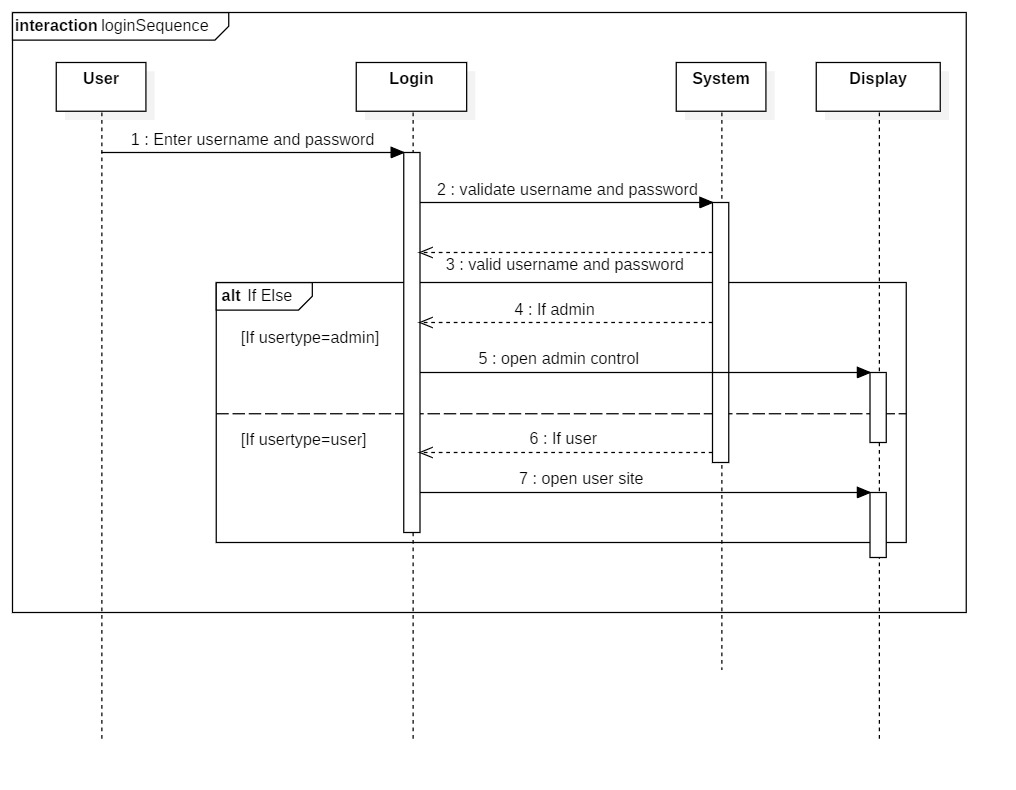 interaction loginSequence
User
Login
System
Display
1 : Enter username and password
2 : validate username and password
3 : valid username and password
alt If Else
4 : If admin
[If usertype=admin]
5 : open admin control
[If usertype=user]
6 : If user
7 : open user site